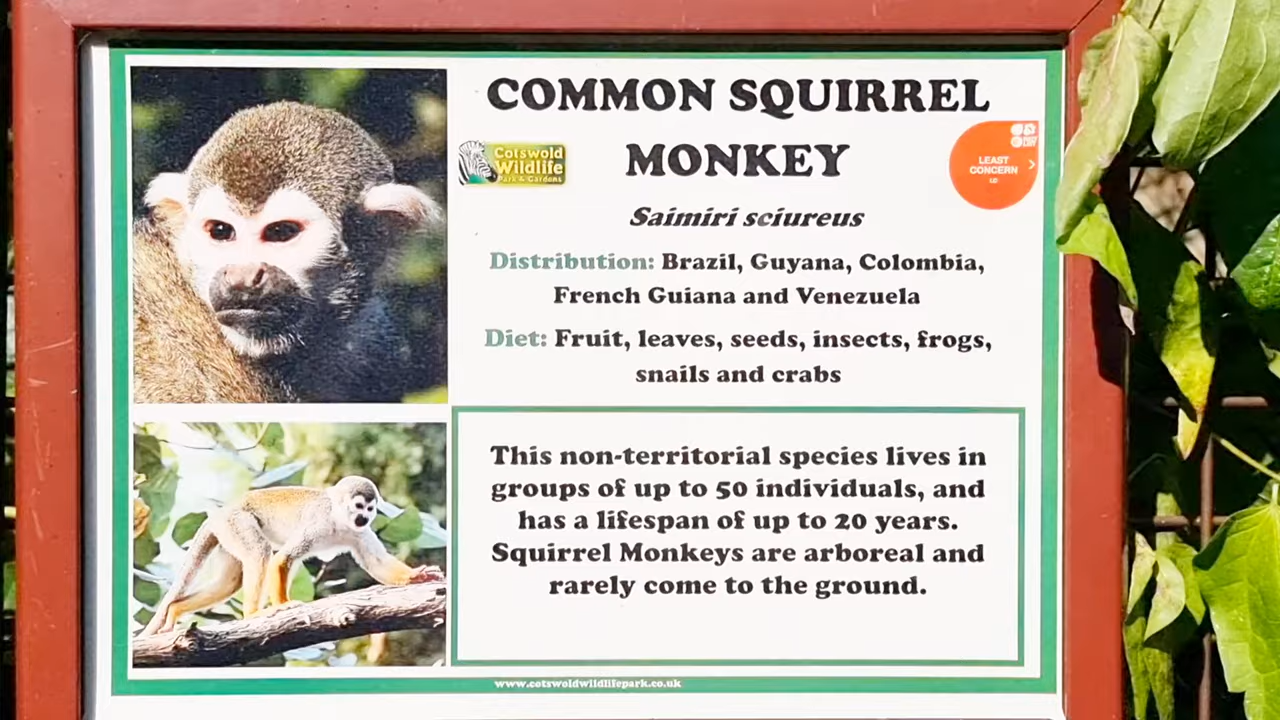 COMMON SQUIRREL
MONKEY
Cotswold
Wildlife
Park & Gardens
LEAST
CONCERN
Saimiri sciureus
Distribution: Brazil, Guyana, Colombia,
French Guiana and Venezuela
Diet: Fruit, leaves, seeds, insects, frogs,
snails and crabs
This non-territorial species lives in
groups of up to 50 individuals, and
has a lifespan of up to 20 years.
Squirrel Monkeys are arboreal and
rarely come to the ground.
www.cotswoldwildlifepark.co.uk